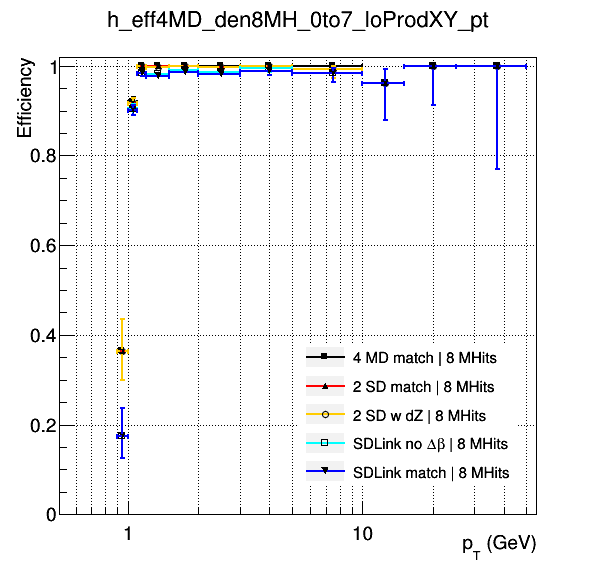 h_eff4MD_den8MH_0to7_loProdXY_pt
Efficiency
1
0.8
0.6
0.4
0.2
0
4 MD match | 8 MHits
2 SD match | 8 MHits
2 SD w dZ | 8 MHits
SDLink no Δβ | 8 MHits
SDLink match | 8 MHits
1
10
p_T (GeV)